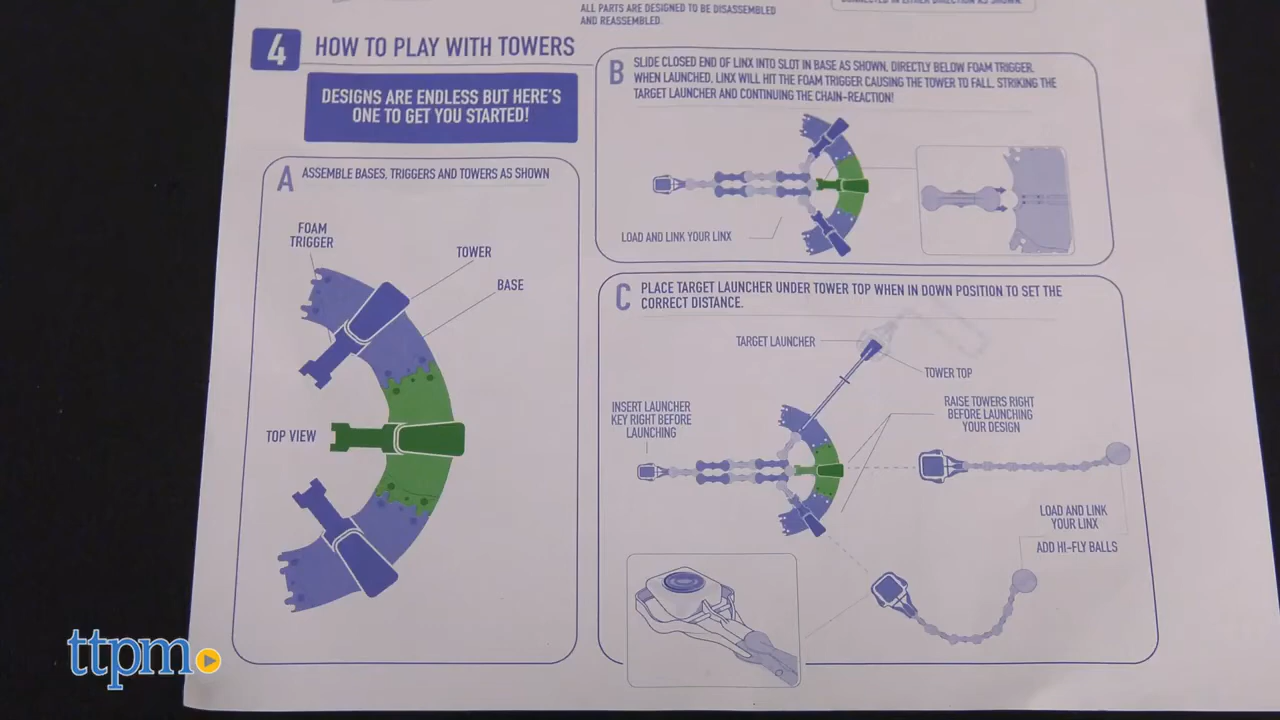 ALL PARTS ARE DESIGNED TO BE DISASSEMBLED
AND REASSEMBLED.
CONNECTED IN EITHER DIRECTION AS SHOWN.
4 HOW TO PLAY WITH TOWERS
DESIGNS ARE ENDLESS BUT HERE'S
ONE TO GET YOU STARTED!
A ASSEMBLE BASES, TRIGGERS AND TOWERS AS SHOWN
FOAM
TRIGGER
TOWER
BASE
TOP VIEW
B SLIDE CLOSED END OF LINX INTO SLOT IN BASE AS SHOWN, DIRECTLY BELOW FOAM TRIGGER.
WHEN LAUNCHED, LINX WILL HIT THE FOAM TRIGGER CAUSING THE TOWER TO FALL, STRIKING THE
TARGET LAUNCHER AND CONTINUING THE CHAIN-REACTION!
LOAD AND LINK YOUR LINX
C PLACE TARGET LAUNCHER UNDER TOWER TOP WHEN IN DOWN POSITION TO SET THE
CORRECT DISTANCE.
TARGET LAUNCHER
TOWER TOP
INSERT LAUNCHER
KEY RIGHT BEFORE
LAUNCHING
RAISE TOWERS RIGHT
BEFORE LAUNCHING
YOUR DESIGN
LOAD AND LINK
YOUR LINX
ADD HI-FLY BALLS
ttpm